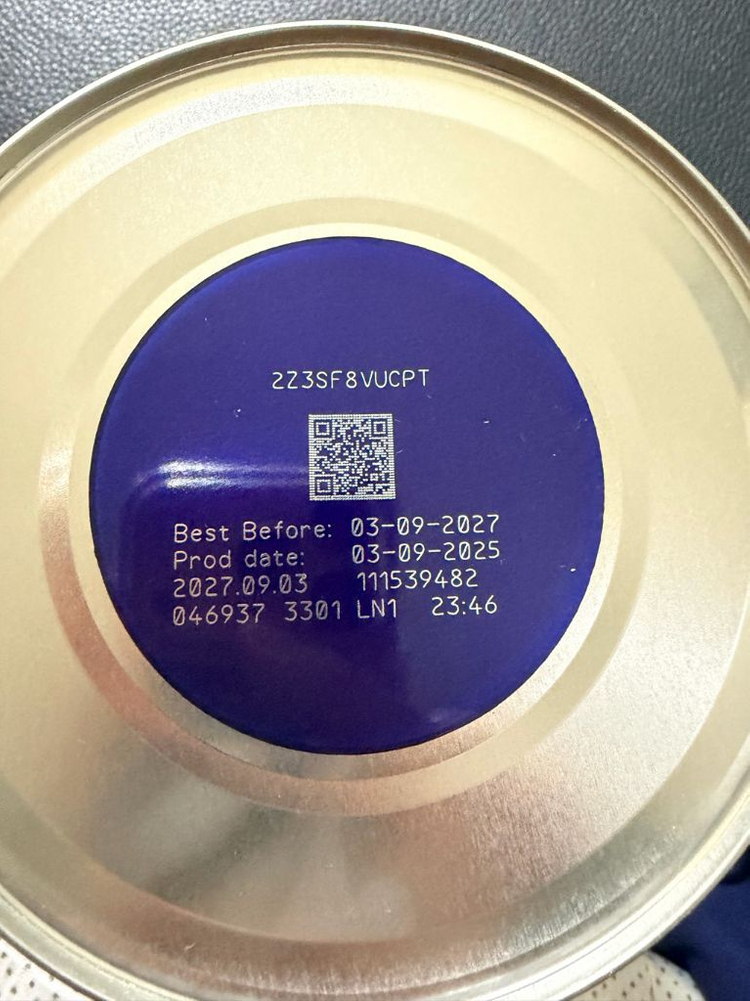 2Z3SF8VUCPT
Best Before: 03-09-2027
Prod date: 03-09-2025
2027.09.03 111539482
046937 3301 LN1 23:46